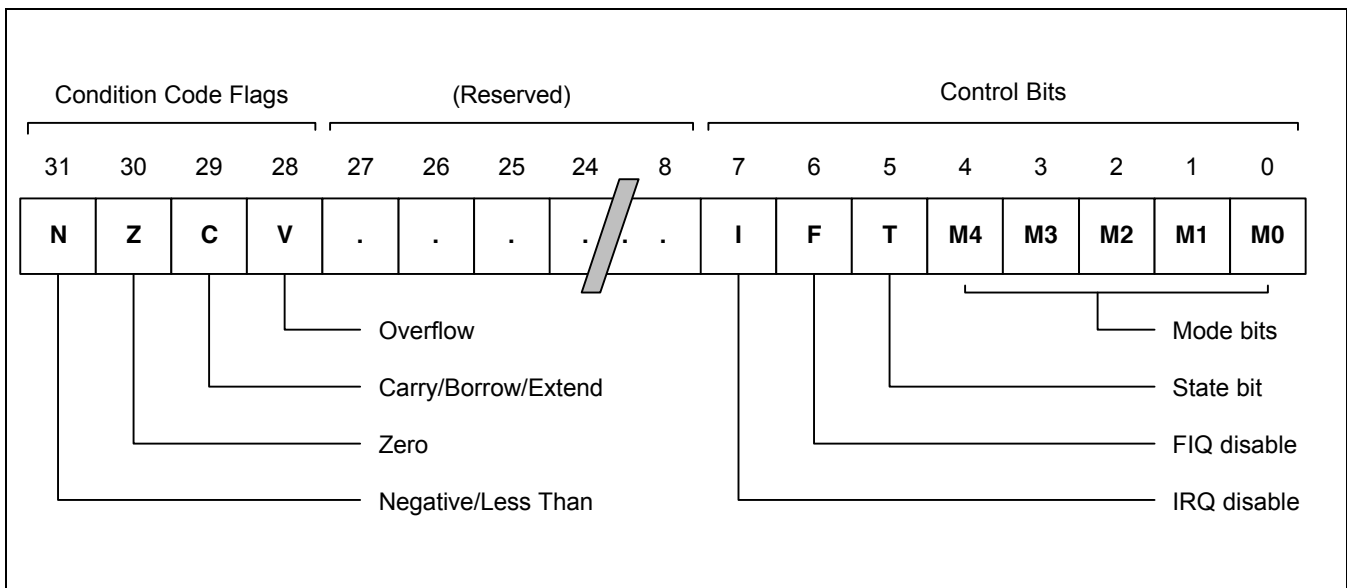 Condition Code Flags (Reserved) Control Bits
31 30 29 28 27 26 25 24 8 7 6 5 4 3 2 1 0
N Z C V . . . . . . I F T M4 M3 M2 M1 M0
Overflow Mode bits
Carry/Borrow/Extend State bit
Zero FIQ disable
Negative/Less Than IRQ disable